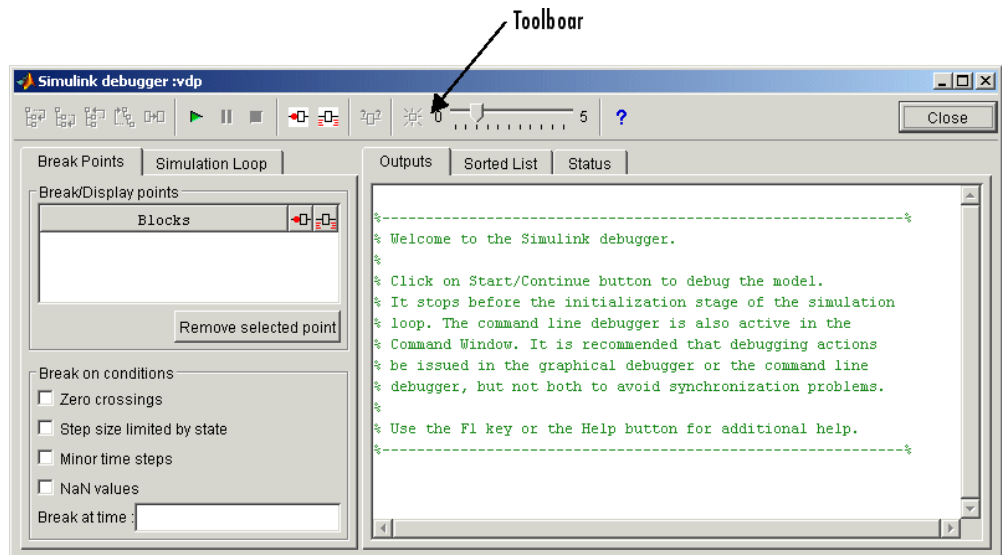 Toolboar
Simulink debugger :vdp
0 5 ? Close
Break Points Simulation Loop
Break/Display points
Blocks
Remove selected point
Break on conditions
Zero crossings
Step size limited by state
Minor time steps
NaN values
Break at time :
Outputs Sorted List Status
%------------------------------------------------------------%
% Welcome to the Simulink debugger.
%
% Click on Start/Continue button to debug the model.
% It stops before the initialization stage of the simulation
% loop. The command line debugger is also active in the
% Command Window. It is recommended that debugging actions
% be issued in the graphical debugger or the command line
% debugger, but not both to avoid synchronization problems.
%
% Use the F1 key or the Help button for additional help.
%------------------------------------------------------------%